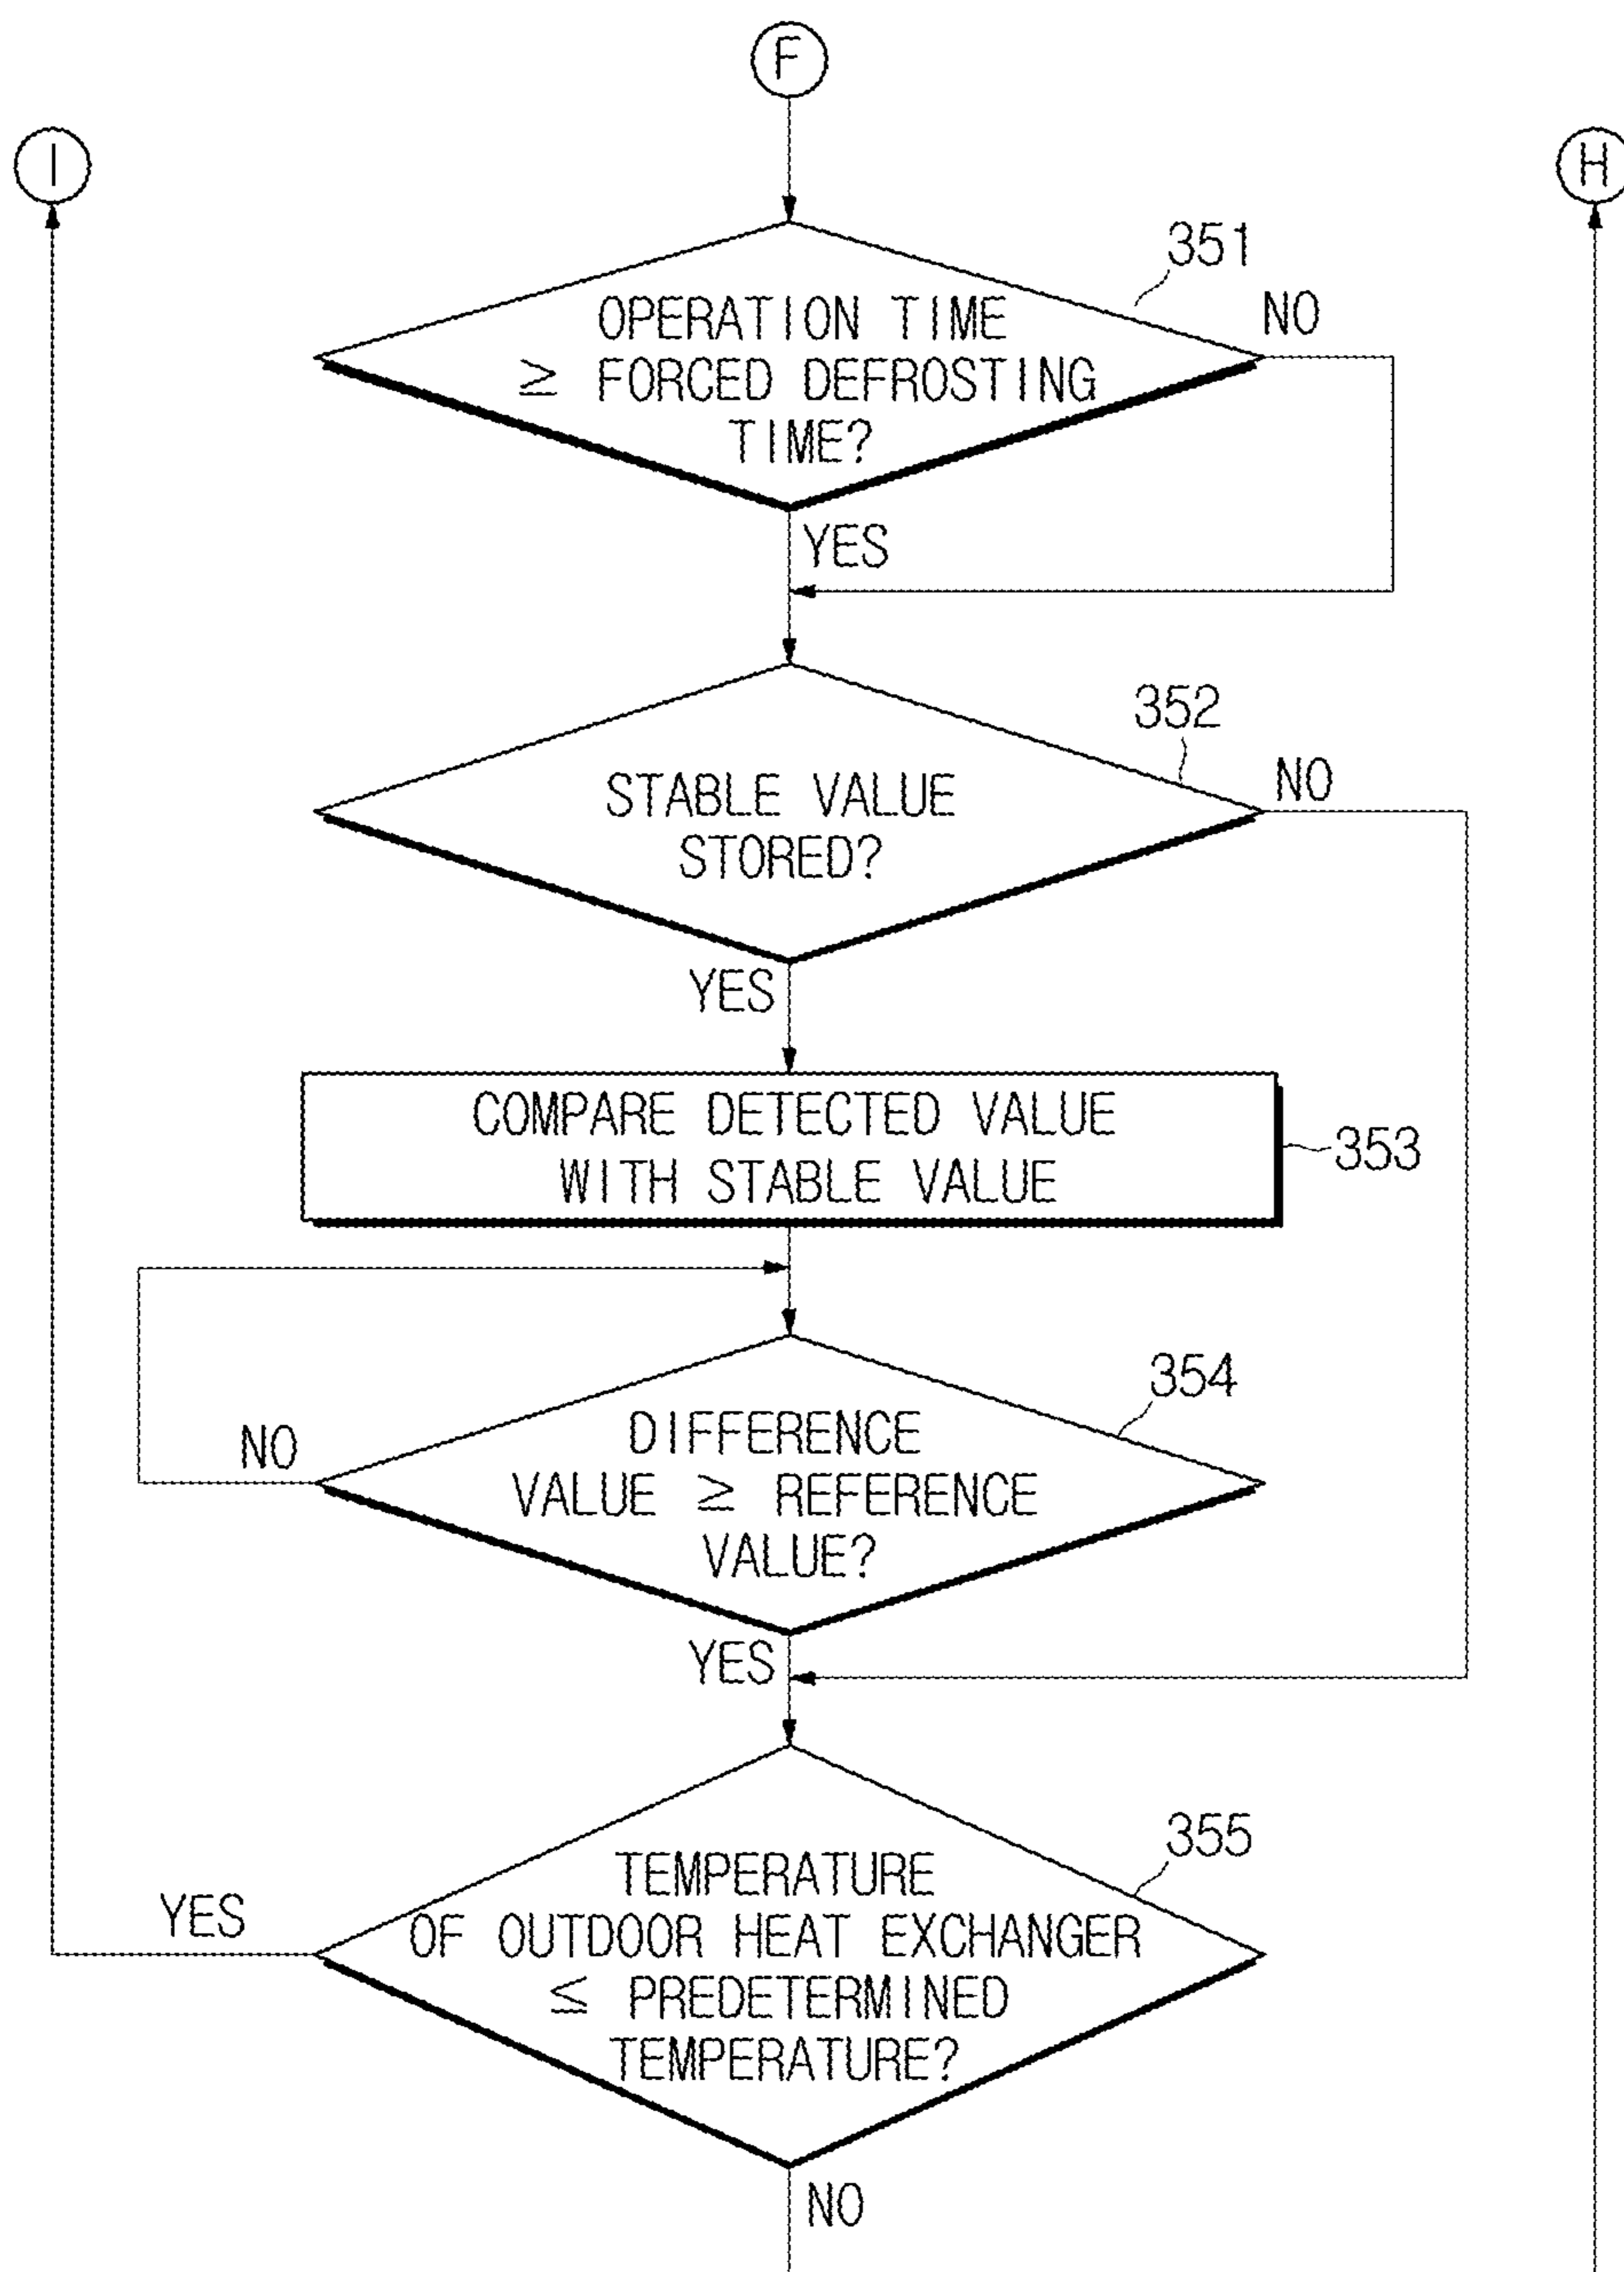 F
I
H
351
OPERATION TIME
≥ FORCED DEFROSTING
TIME?
NO
YES
352
STABLE VALUE
STORED?
NO
YES
COMPARE DETECTED VALUE
WITH STABLE VALUE
353
354
DIFFERENCE
VALUE ≥ REFERENCE
VALUE?
NO
YES
355
TEMPERATURE
OF OUTDOOR HEAT EXCHANGER
≤ PREDETERMINED
TEMPERATURE?
YES
NO